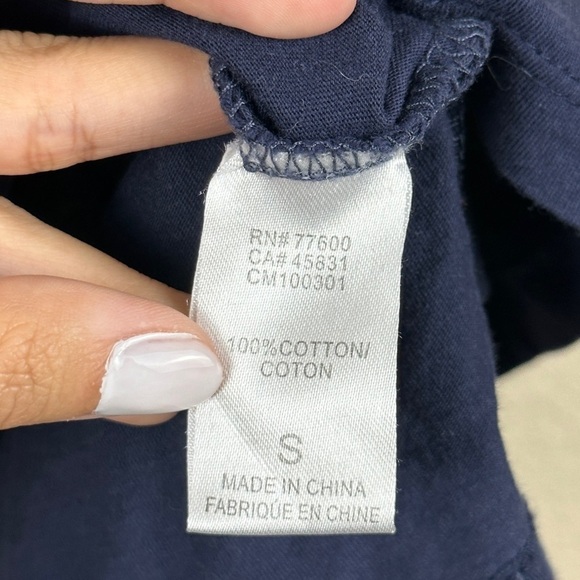 RN# 77600
CA# 45831
CM100301
100%COTTON/
COTON
S
MADE IN CHINA
FABRIQUÉ EN CHINE